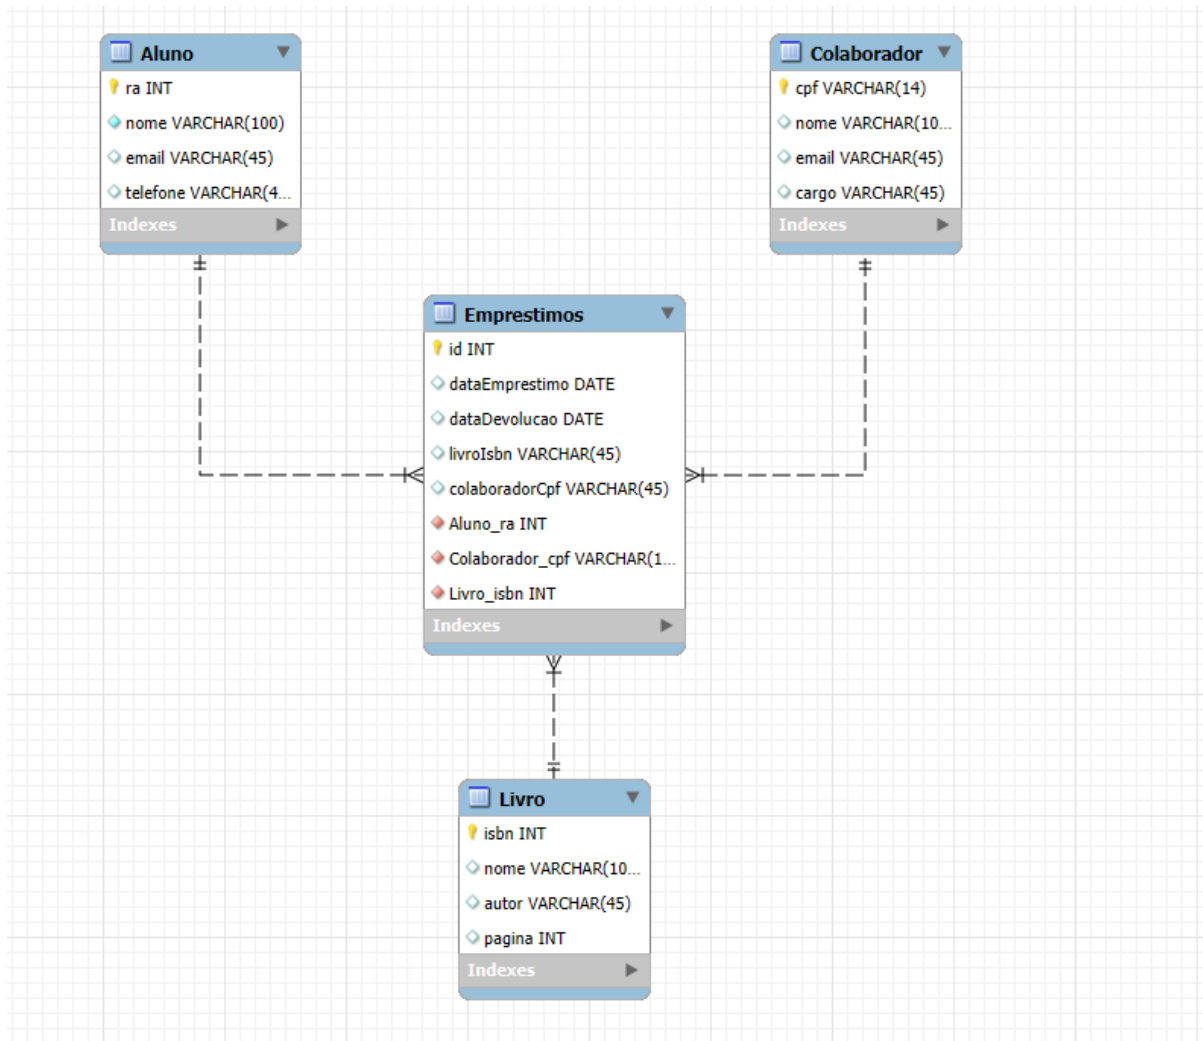 Aluno
ra INT
nome VARCHAR(100)
email VARCHAR(45)
telefone VARCHAR(4...
Indexes
Colaborador
cpf VARCHAR(14)
nome VARCHAR(10...
email VARCHAR(45)
cargo VARCHAR(45)
Indexes
Emprestimos
id INT
dataEmprestimo DATE
dataDevolucao DATE
livroIsbn VARCHAR(45)
colaboradorCpf VARCHAR(45)
Aluno_ra INT
Colaborador_cpf VARCHAR(1...
Livro_isbn INT
Indexes
Livro
isbn INT
nome VARCHAR(10...
autor VARCHAR(45)
pagina INT
Indexes